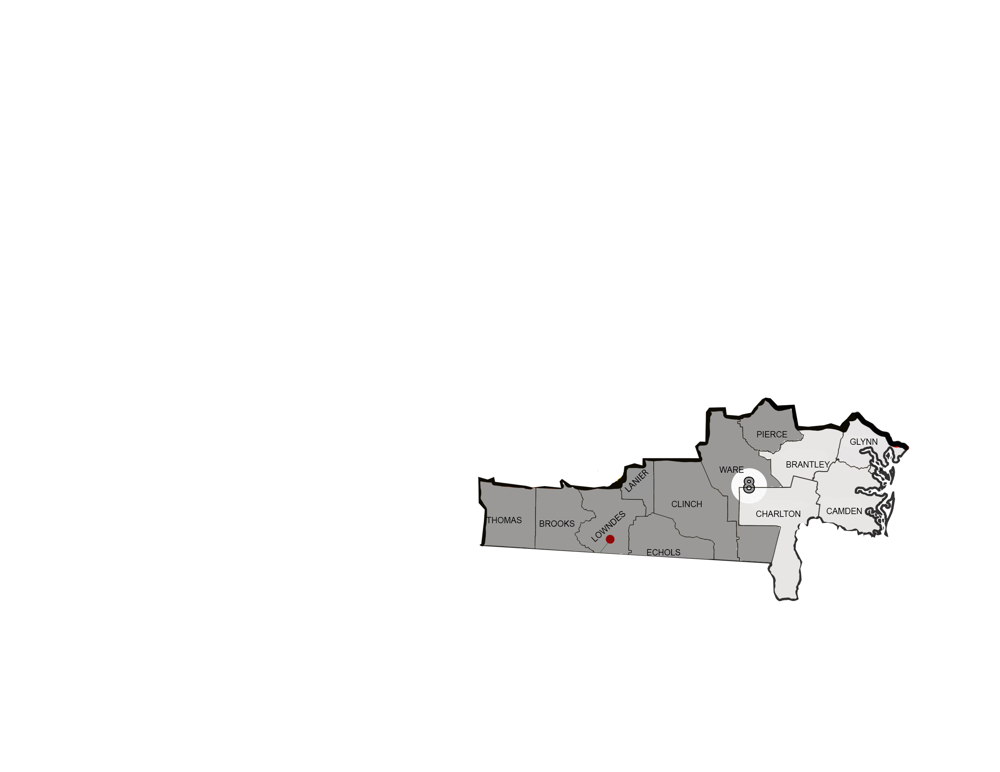 PIERCE
GLYNN
BRANTLEY
WARE
LANIER
8
CLINCH
CAMDEN
CHARLTON
THOMAS
BROOKS
LOWNDES
ECHOLS